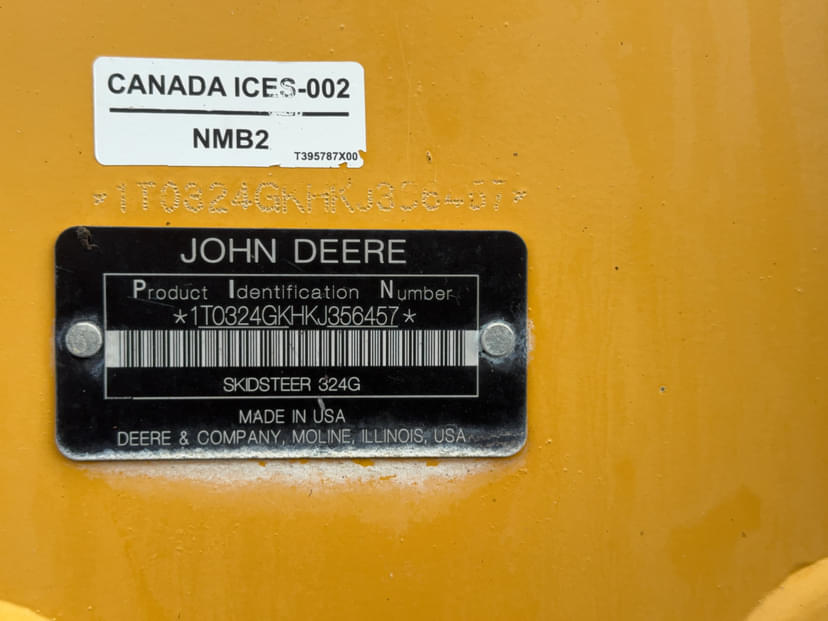 CANADA ICES-002
NMB2
T395787X00
*1T0324GKHKJ356457*
JOHN DEERE
Product Identification Number
*1T0324GKHKJ356457*
SKIDSTEER 324G
MADE IN USA
DEERE & COMPANY, MOLINE, ILLINOIS, USA